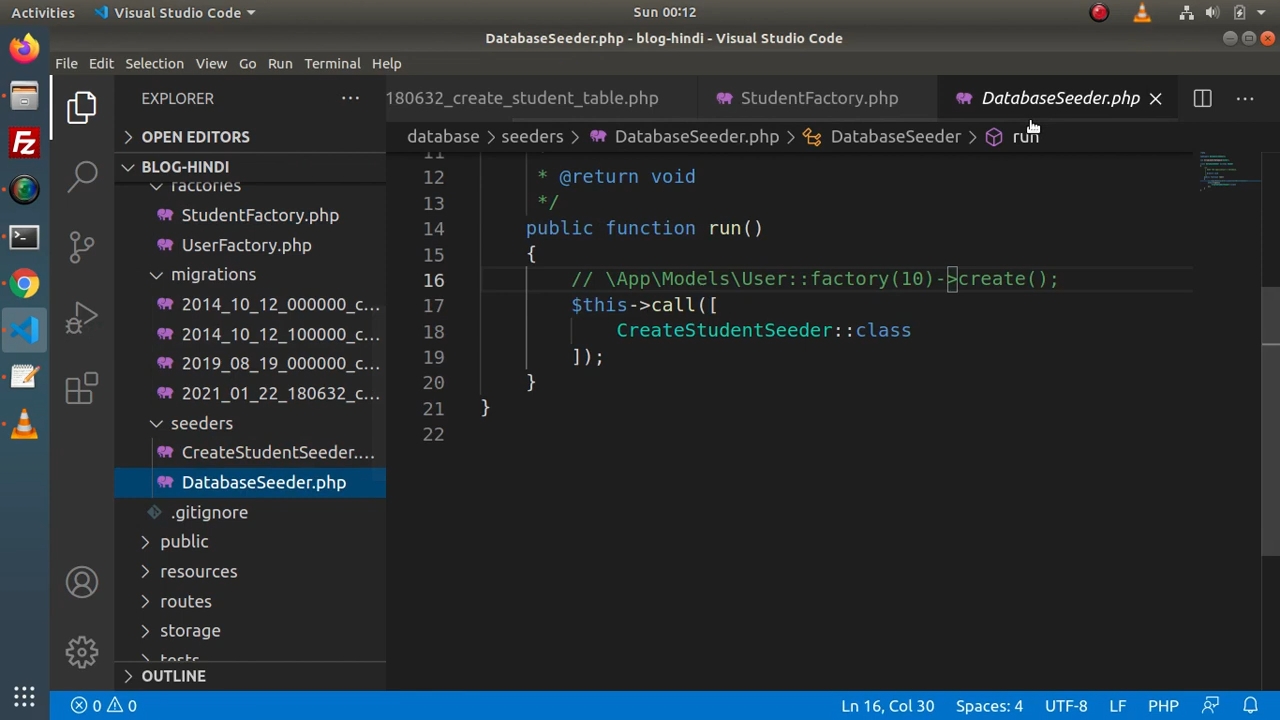 Activities Visual Studio Code Sun 00:12
DatabaseSeeder.php - blog-hindi - Visual Studio Code
File Edit Selection View Go Run Terminal Help
EXPLORER
OPEN EDITORS
BLOG-HINDI
factories
StudentFactory.php
UserFactory.php
migrations
2014_10_12_000000_c...
2014_10_12_100000_c...
2019_08_19_000000_c...
2021_01_22_180632_c...
seeders
CreateStudentSeeder....
DatabaseSeeder.php
.gitignore
public
resources
routes
storage
tests
OUTLINE
180632_create_student_table.php StudentFactory.php DatabaseSeeder.php
database > seeders > DatabaseSeeder.php > DatabaseSeeder > run
11
12 * @return void
13 */
14 public function run()
15 {
16 // \App\Models\User::factory(10)->create();
17 $this->call([
18 CreateStudentSeeder::class
19 ]);
20 }
21 }
22
0 0 Ln 16, Col 30 Spaces: 4 UTF-8 LF PHP